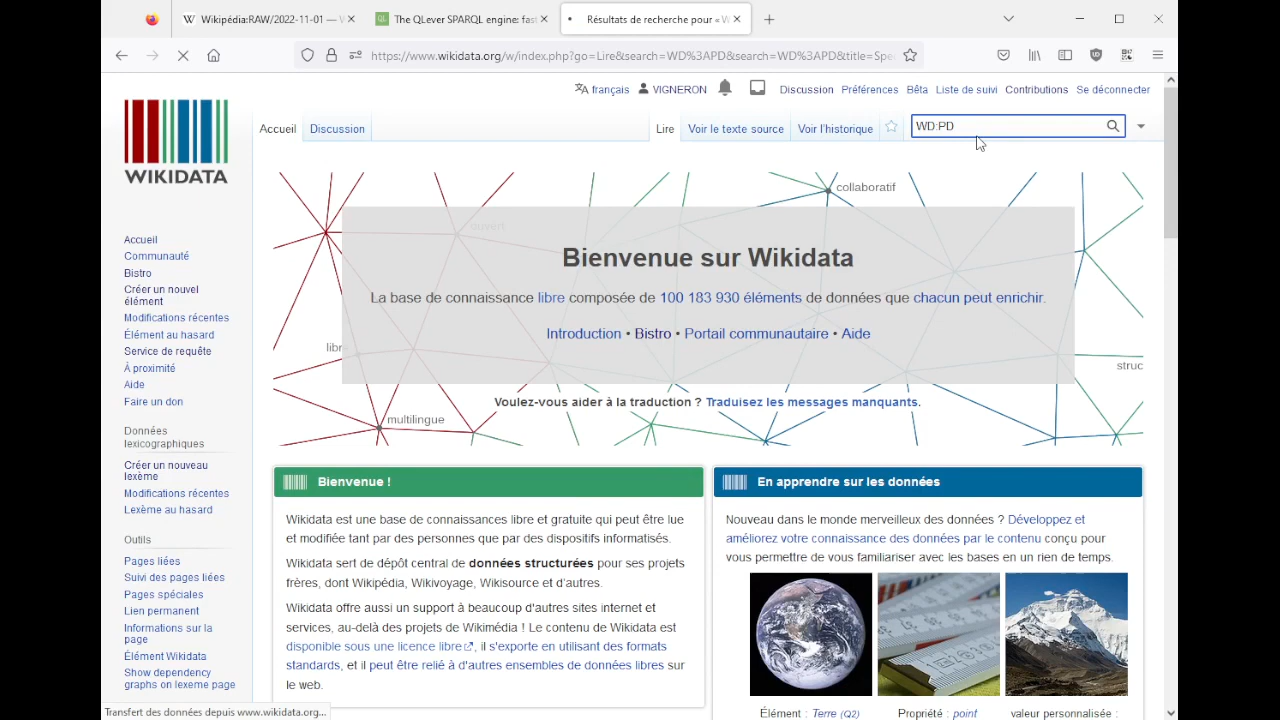 Wikipédia:RAW/2022-11-01 — W
The QLever SPARQL engine: fast
Résultats de recherche pour « W
https://www.wikidata.org/w/index.php?go=Lire&search=WD%3APD&search=WD%3APD&title=Spe
français
VIGNERON
Discussion
Préférences
Bêta
Liste de suivi
Contributions
Se déconnecter
Accueil
Discussion
Lire
Voir le texte source
Voir l'historique
WD:PD
WIKIDATA
Accueil
Communauté
Bistro
Créer un nouvel
élément
Modifications récentes
Élément au hasard
Service de requête
À proximité
Aide
Faire un don
Données
lexicographiques
Créer un nouveau
lexème
Modifications récentes
Lexème au hasard
Outils
Pages liées
Suivi des pages liées
Pages spéciales
Lien permanent
Informations sur la
page
Élément Wikidata
Show dependency
graphs on lexeme page
collaboratif
ouvert
Bienvenue sur Wikidata
La base de connaissance libre composée de 100 183 930 éléments de données que chacun peut enrichir.
Introduction • Bistro • Portail communautaire • Aide
libr
struc
multilingue
Voulez-vous aider à la traduction ? Traduisez les messages manquants.
Bienvenue !
Wikidata est une base de connaissances libre et gratuite qui peut être lue
et modifiée tant par des personnes que par des dispositifs informatisés.
Wikidata sert de dépôt central de données structurées pour ses projets
frères, dont Wikipédia, Wikivoyage, Wikisource et d'autres.
Wikidata offre aussi un support à beaucoup d'autres sites internet et
services, au-delà des projets de Wikimédia ! Le contenu de Wikidata est
disponible sous une licence libre, il s'exporte en utilisant des formats
standards, et il peut être relié à d'autres ensembles de données libres sur
le web.
En apprendre sur les données
Nouveau dans le monde merveilleux des données ? Développez et
améliorez votre connaissance des données par le contenu conçu pour
vous permettre de vous familiariser avec les bases en un rien de temps.
Élément : Terre (Q2)
Propriété : point
valeur personnalisée :
Transfert des données depuis www.wikidata.org...